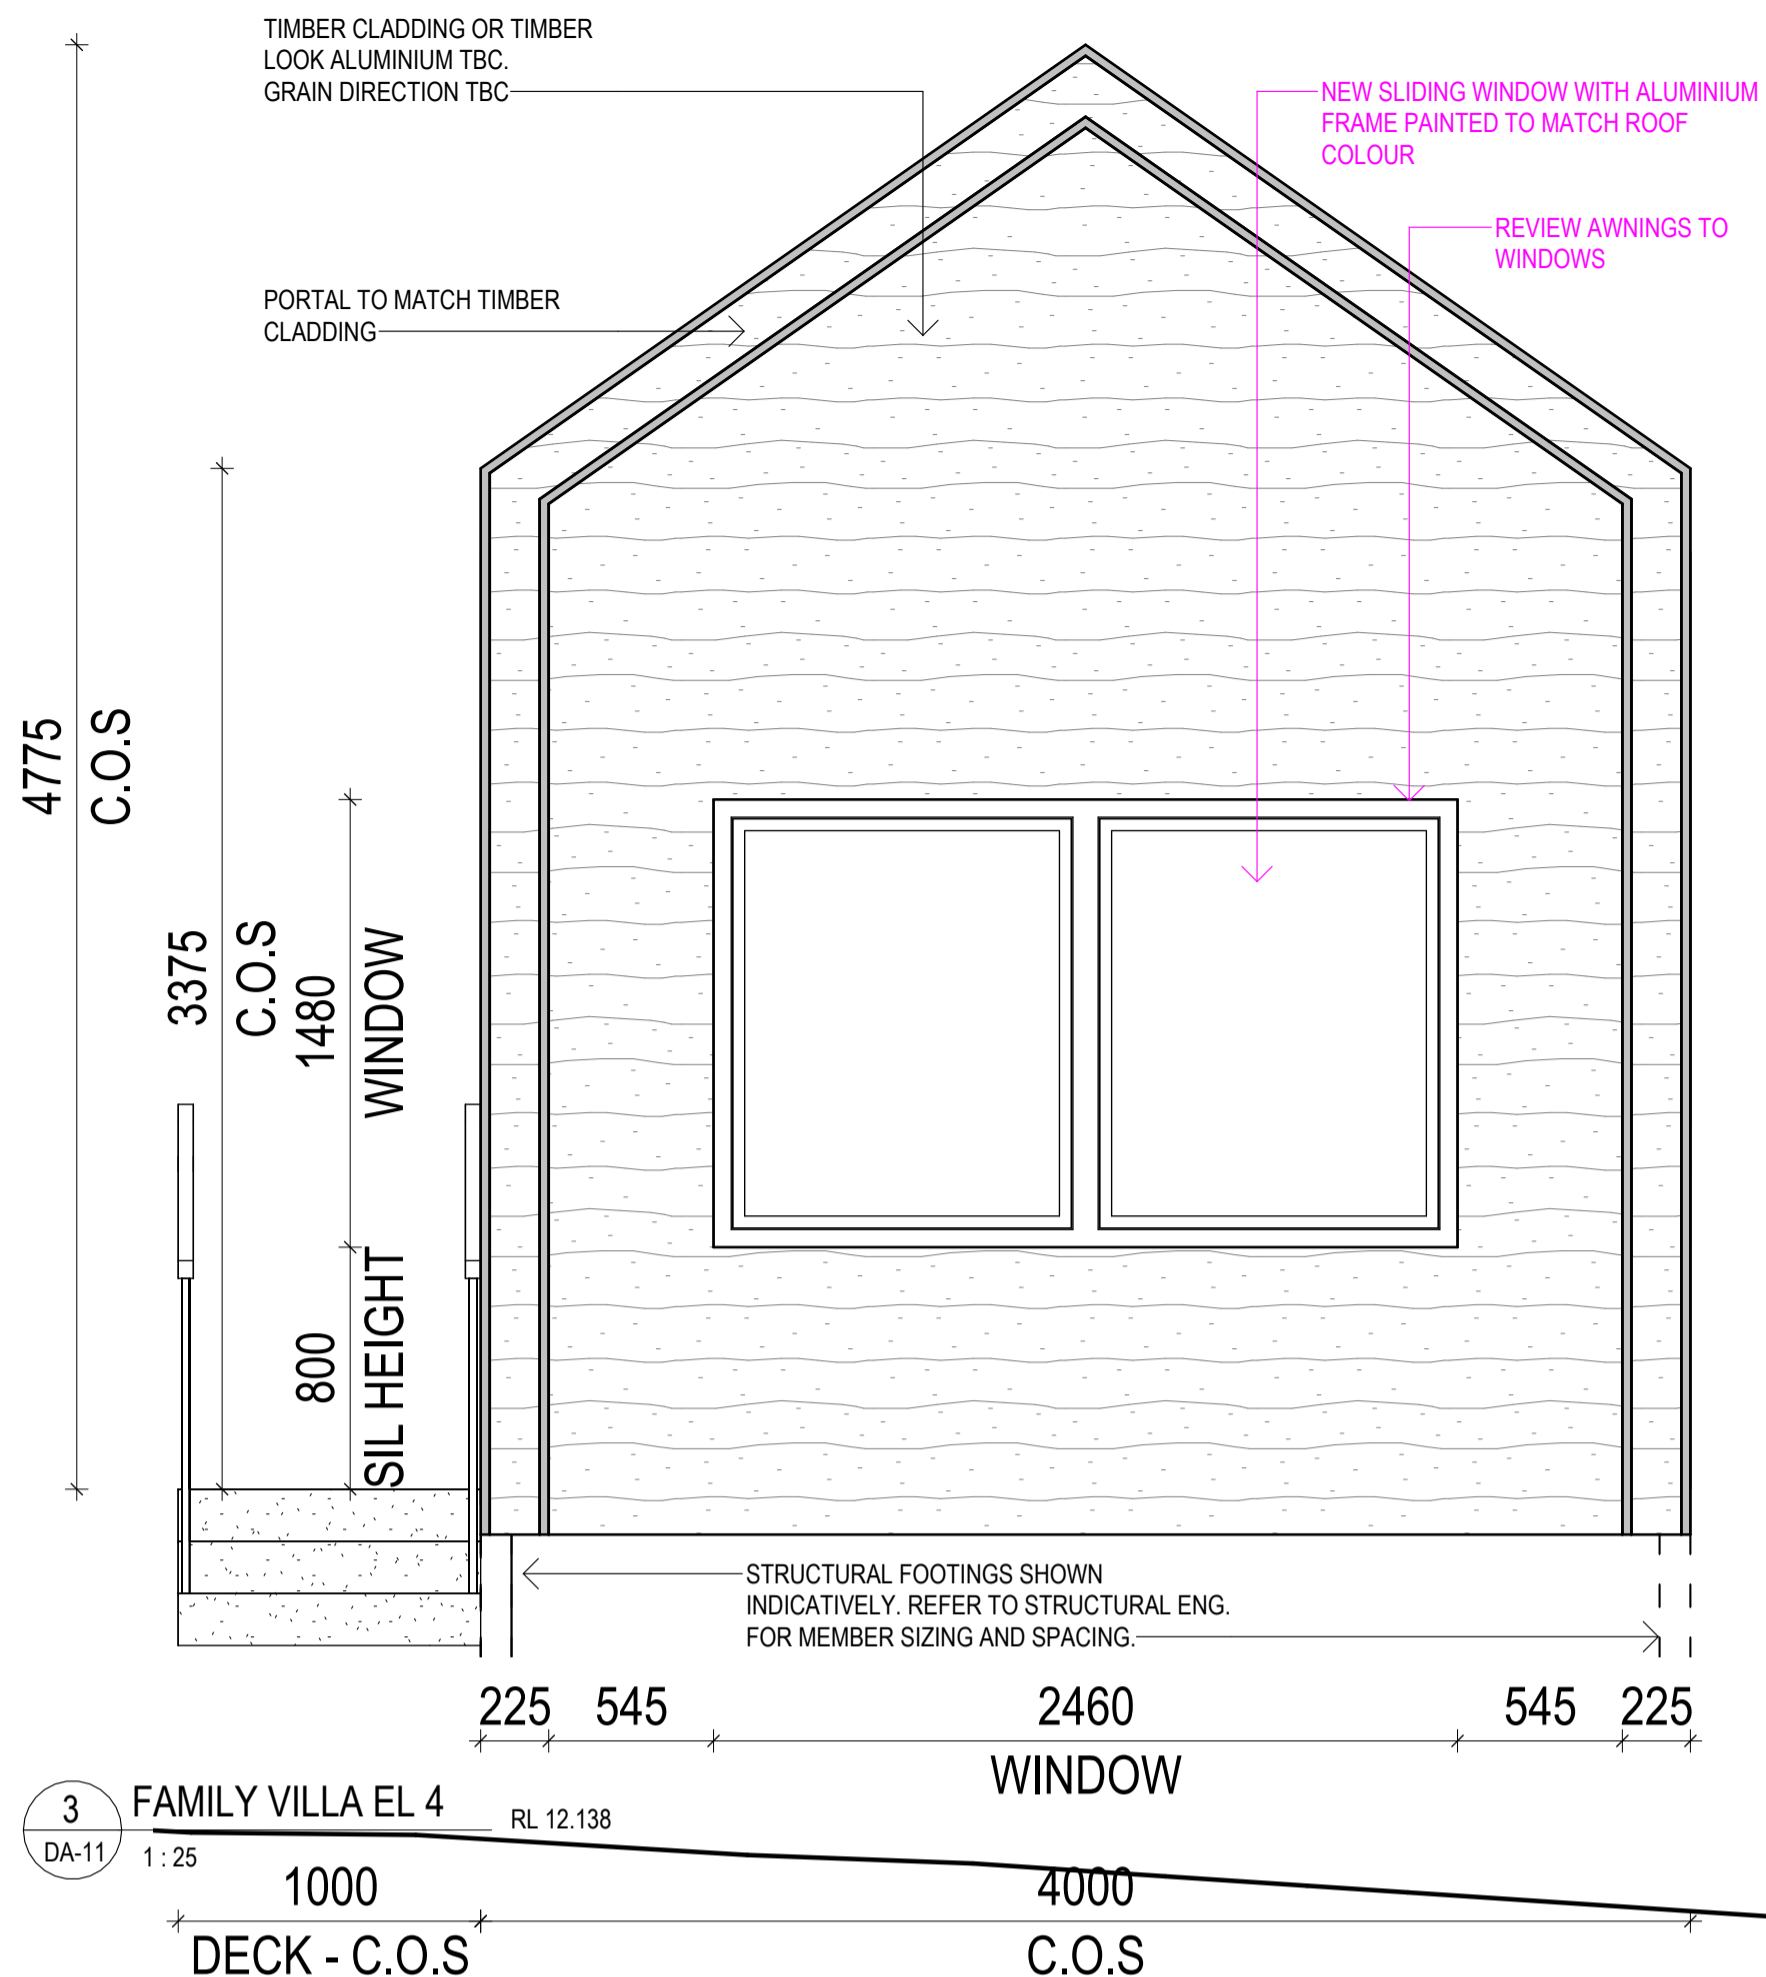 TIMBER CLADDING OR TIMBER
LOOK ALUMINIUM TBC.
GRAIN DIRECTION TBC
NEW SLIDING WINDOW WITH ALUMINIUM
FRAME PAINTED TO MATCH ROOF
COLOUR
REVIEW AWNINGS TO
WINDOWS
PORTAL TO MATCH TIMBER
CLADDING
4775
C.O.S
3375
C.O.S
1480
WINDOW
800
SIL HEIGHT
STRUCTURAL FOOTINGS SHOWN
INDICATIVELY. REFER TO STRUCTURAL ENG.
FOR MEMBER SIZING AND SPACING.
225 545 2460 545 225
WINDOW
3 FAMILY VILLA EL 4
RL 12.138
DA-11 1 : 25
1000 4000
DECK - C.O.S C.O.S